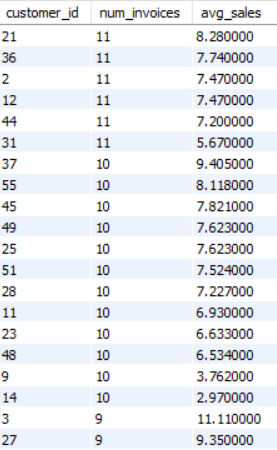 customer_id num_invoices avg_sales
21 11 8.280000
36 11 7.740000
2 11 7.470000
12 11 7.470000
44 11 7.200000
31 11 5.670000
37 10 9.405000
55 10 8.118000
45 10 7.821000
49 10 7.623000
25 10 7.623000
51 10 7.524000
28 10 7.227000
11 10 6.930000
23 10 6.633000
48 10 6.534000
9 10 3.762000
14 10 2.970000
3 9 11.110000
27 9 9.350000